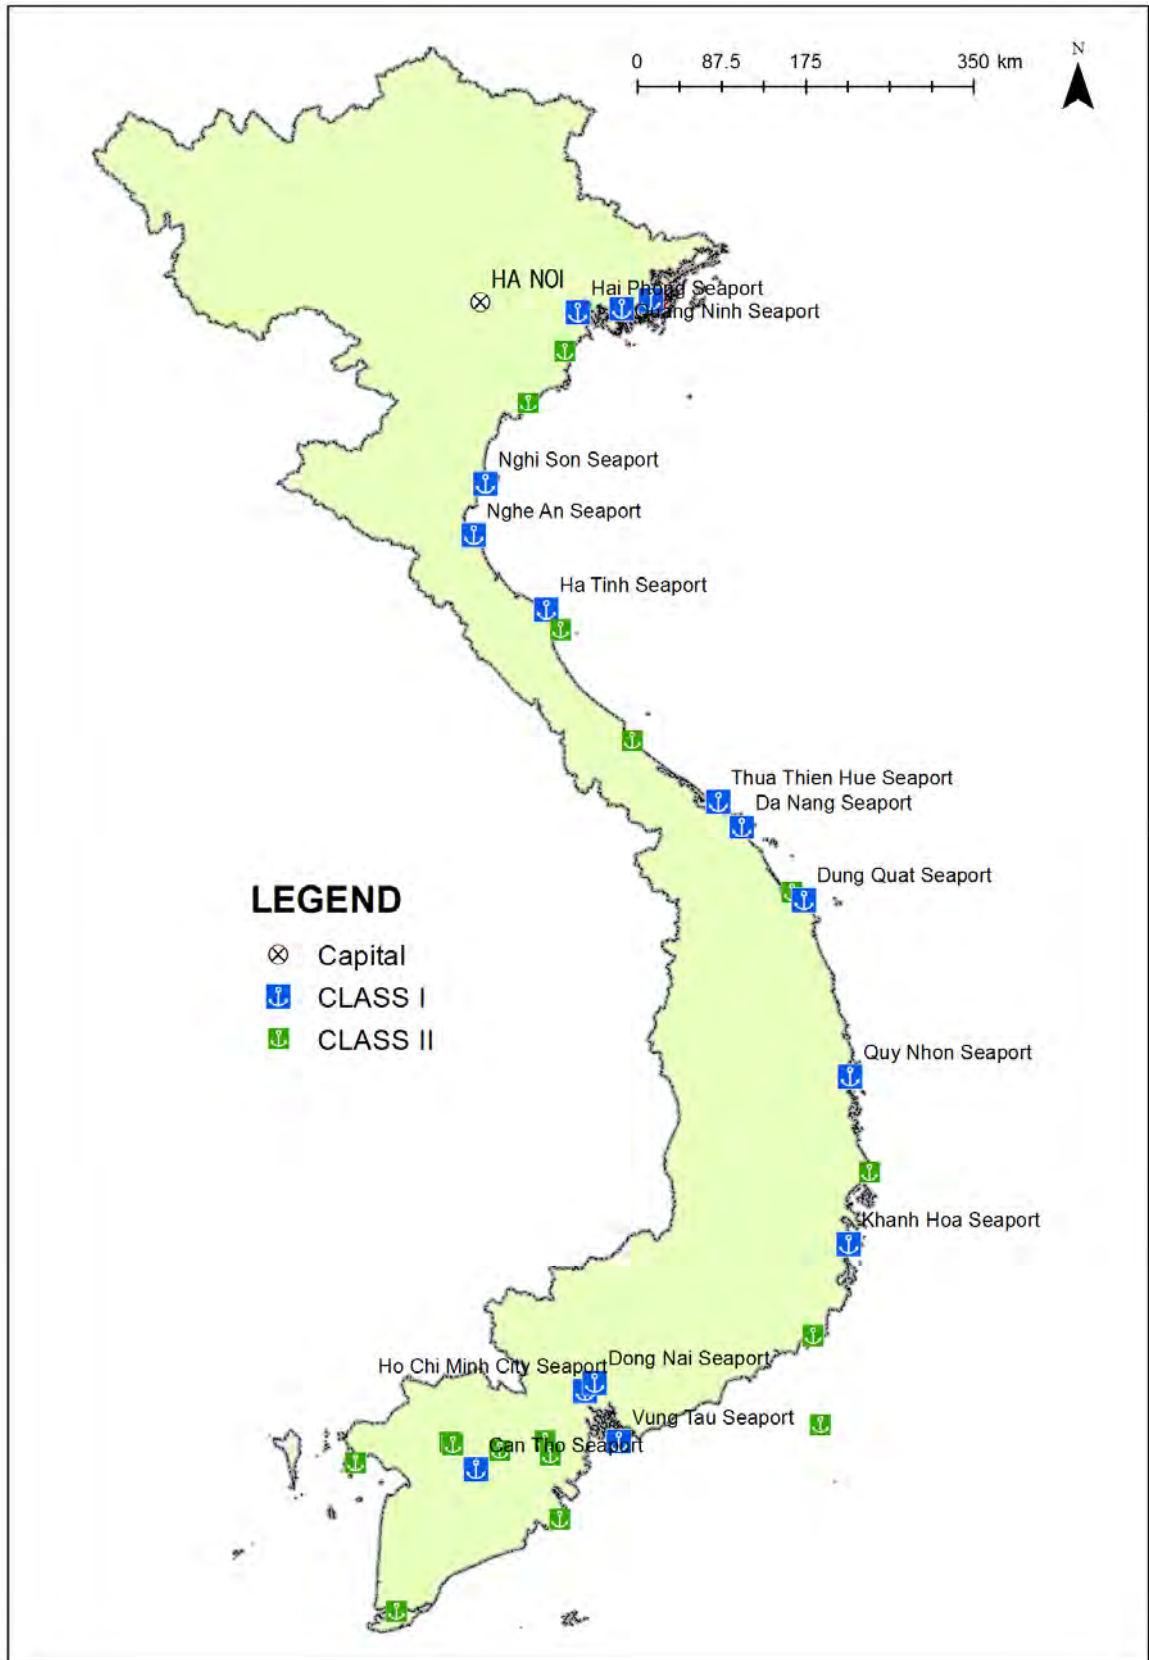 0 87.5 175 350 km
N
HA NOI
Hai Phong Seaport
Quang Ninh Seaport
Nghi Son Seaport
Nghe An Seaport
Ha Tinh Seaport
Thua Thien Hue Seaport
Da Nang Seaport
Dung Quat Seaport
LEGEND
Capital
CLASS I
CLASS II
Quy Nhon Seaport
Khanh Hoa Seaport
Ho Chi Minh City Seaport
Dong Nai Seaport
Vung Tau Seaport
Can Tho Seaport